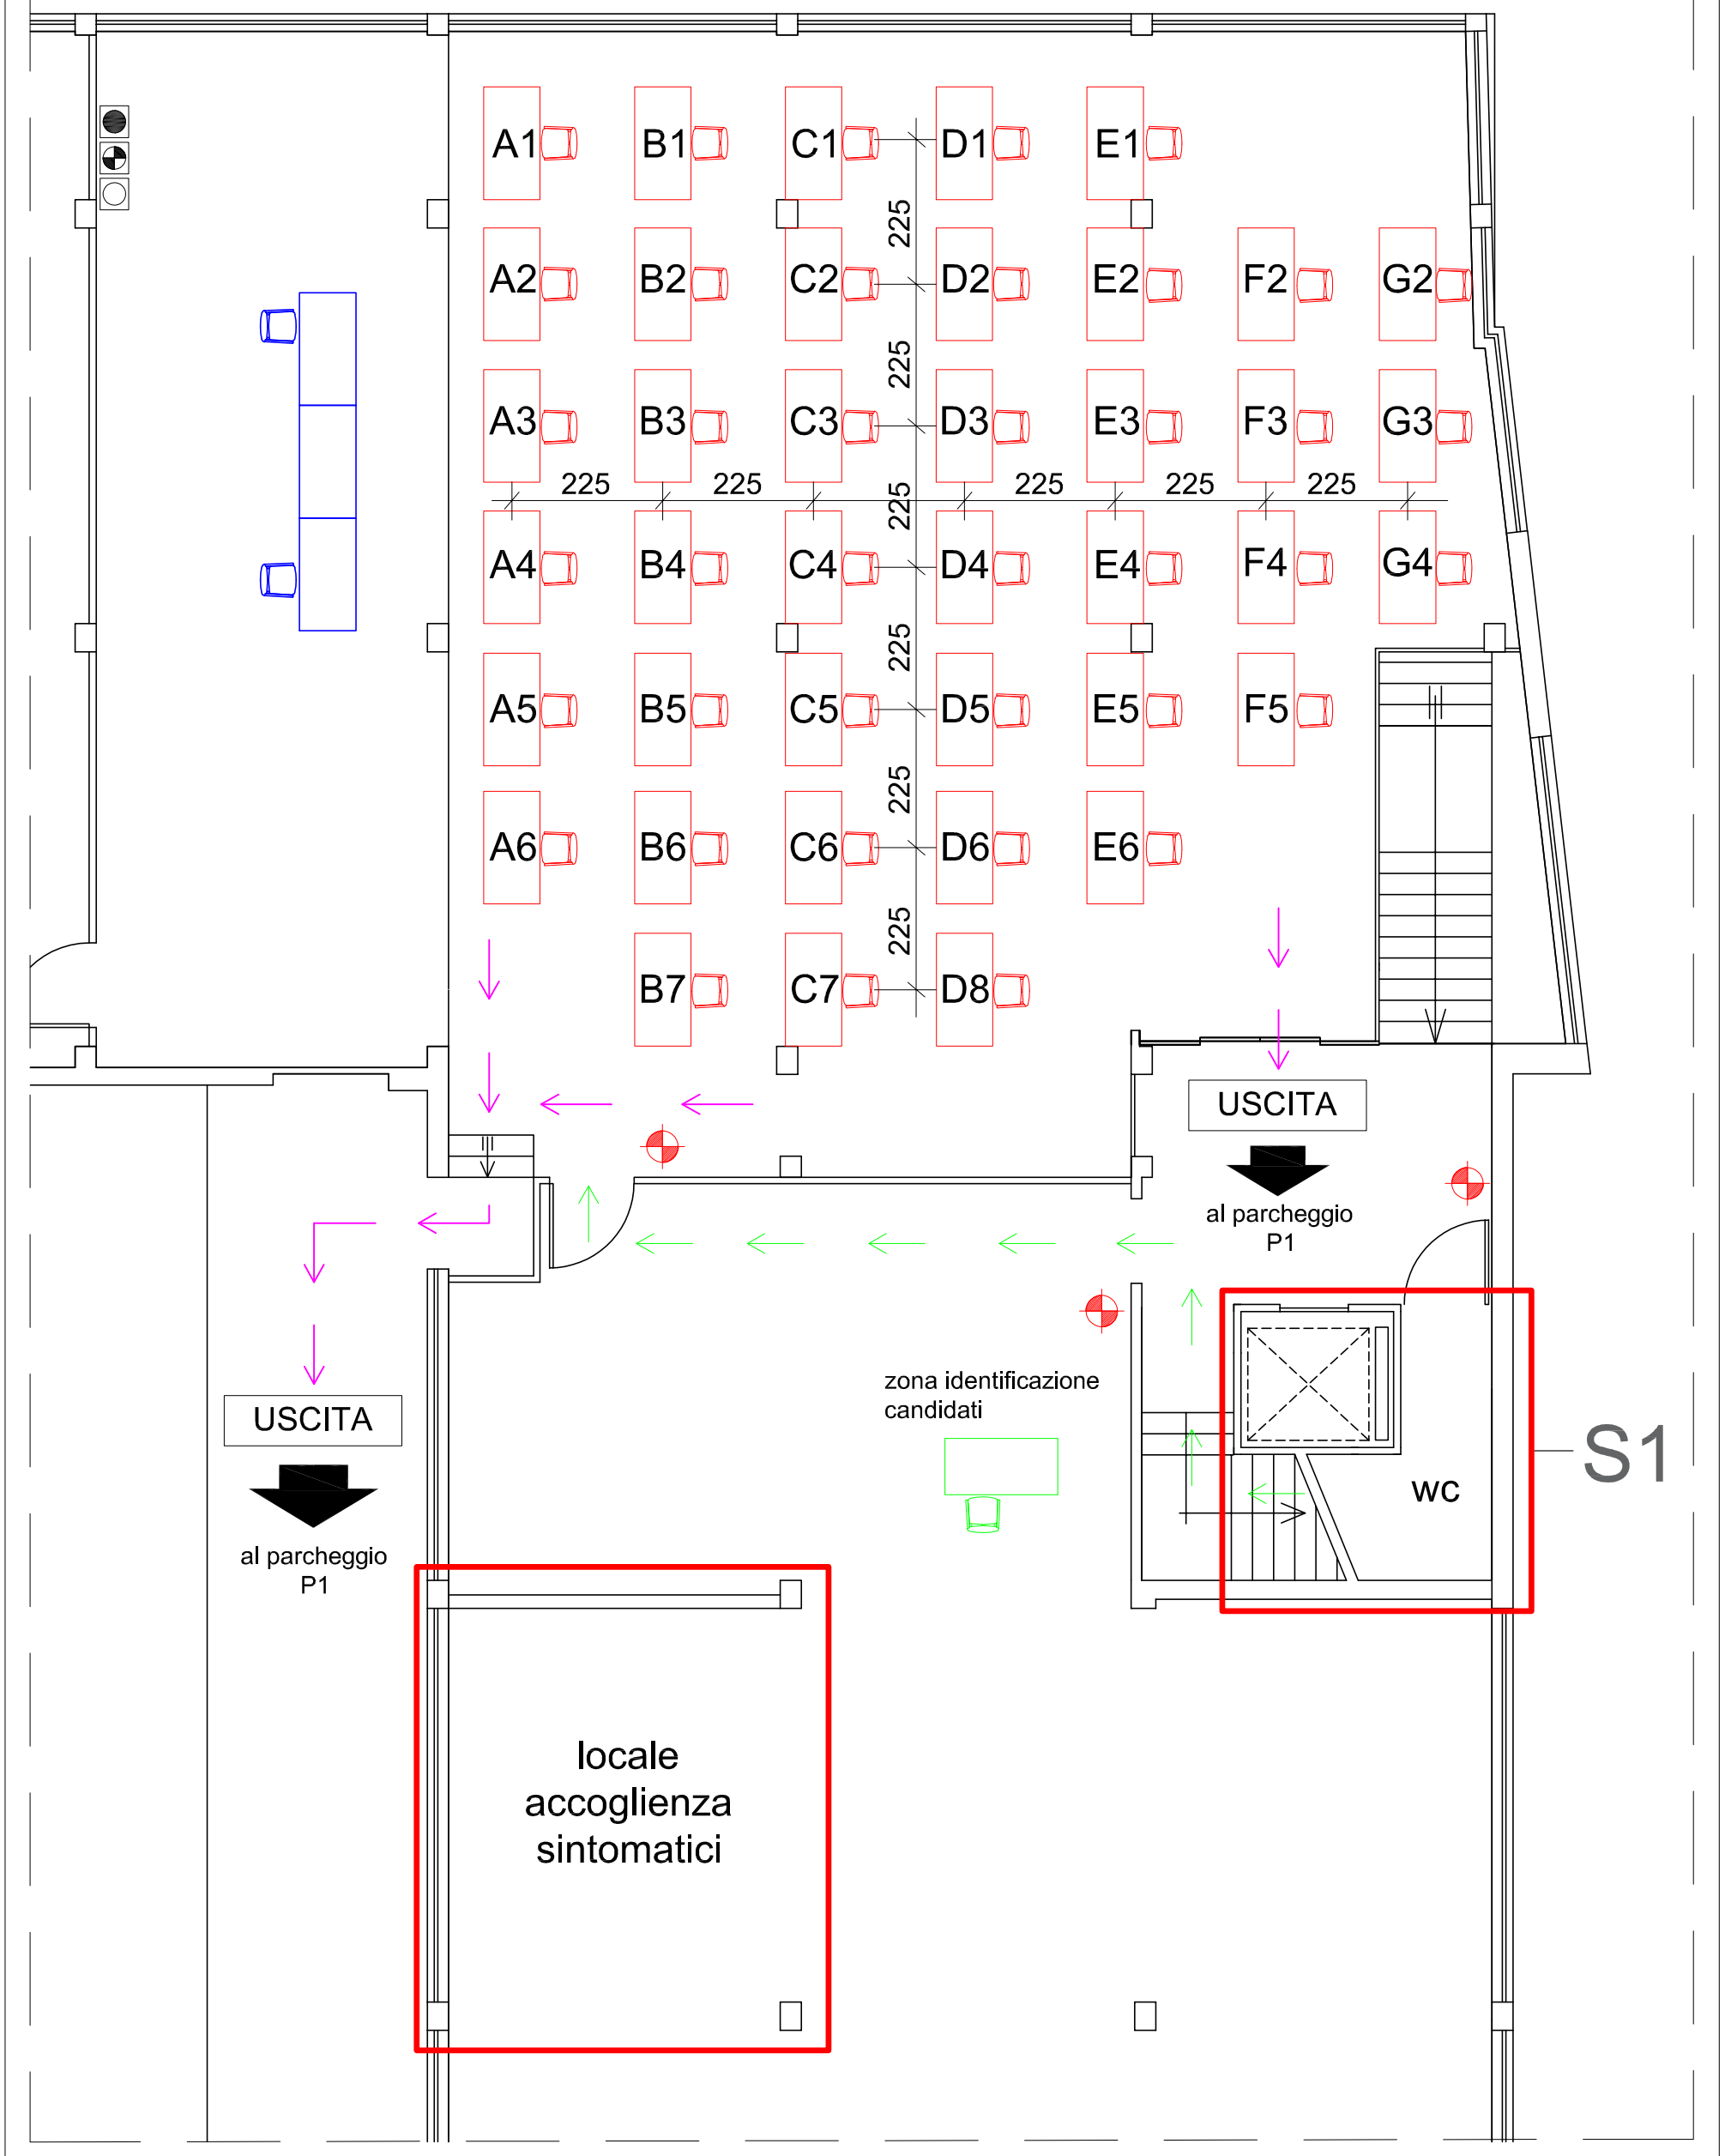 A1 B1 C1 D1 E1
225
A2 B2 C2 D2 E2 F2 G2
225
A3 B3 C3 D3 E3 F3 G3
225 225 225 225 225
225
A4 B4 C4 D4 E4 F4 G4
225
A5 B5 C5 D5 E5 F5
225
A6 B6 C6 D6 E6
225
B7 C7 D8
USCITA
al parcheggio
P1
zona identificazione
candidati
USCITA
al parcheggio
P1
S1
wc
locale
accoglienza
sintomatici